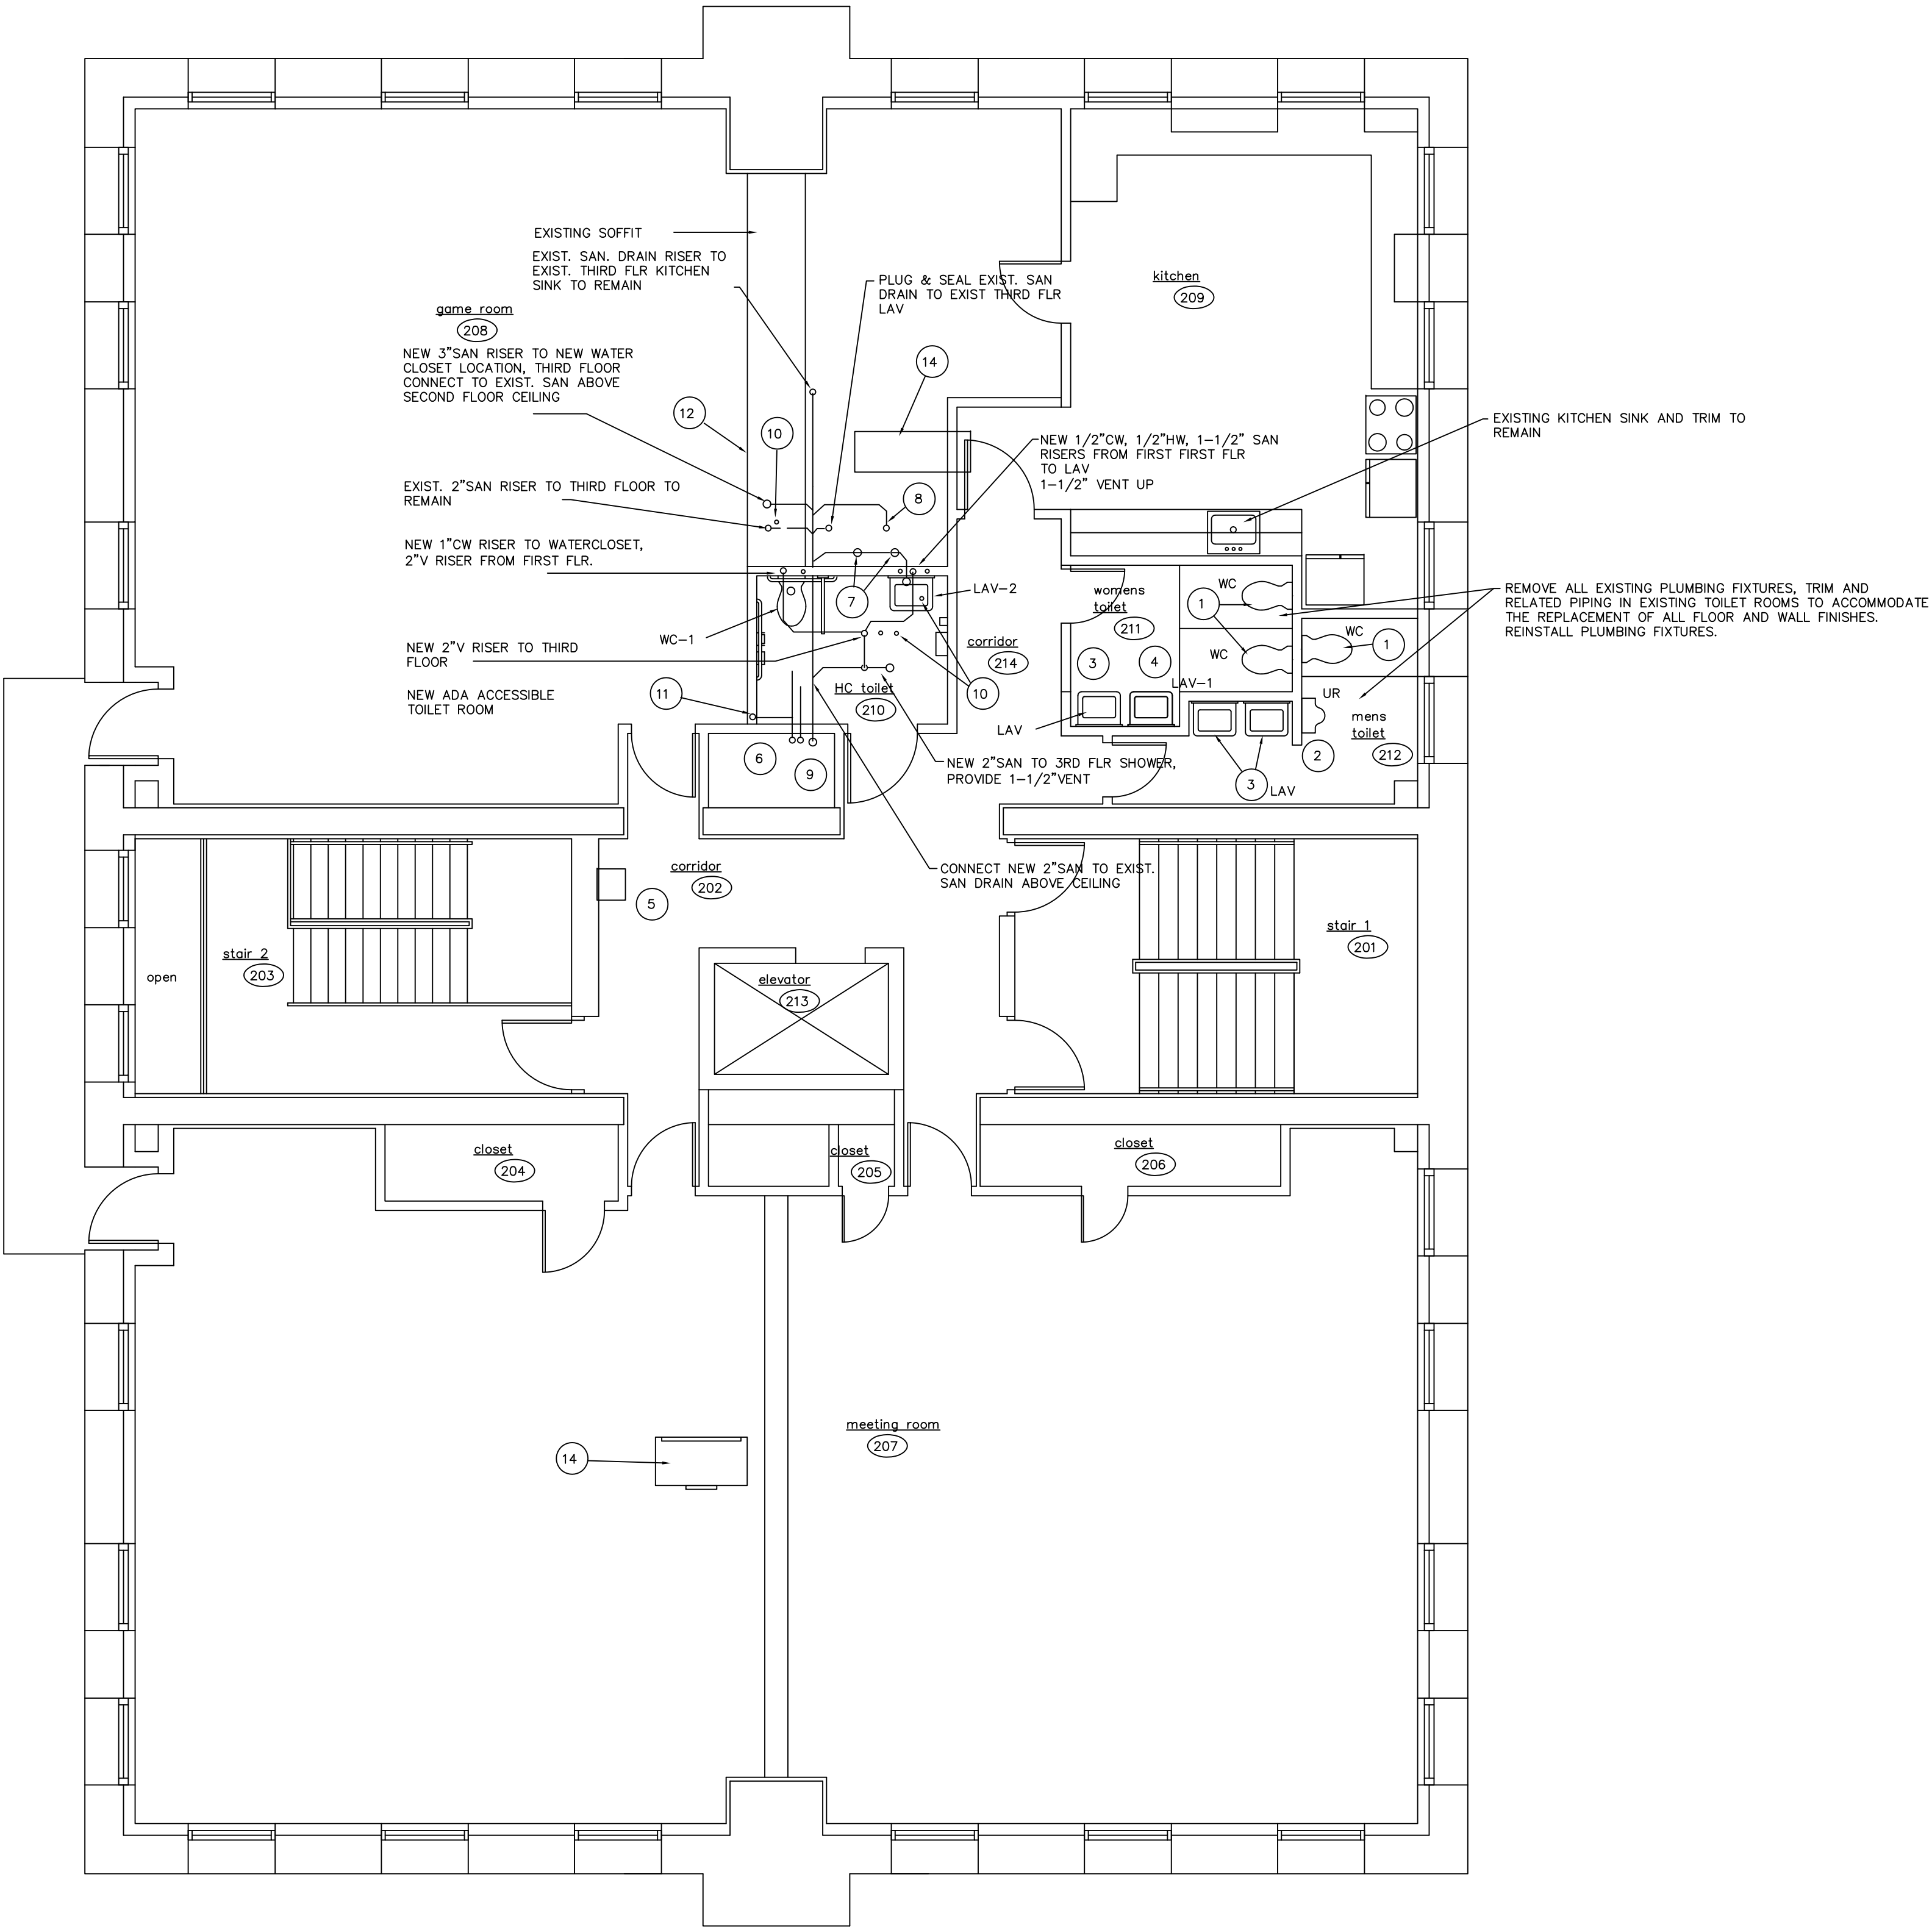 EXISTING SOFFIT
EXIST. SAN. DRAIN RISER TO
EXIST. THIRD FLR KITCHEN
SINK TO REMAIN
PLUG & SEAL EXIST. SAN
DRAIN TO EXIST THIRD FLR
LAV
kitchen
209
game room
208
NEW 3"SAN RISER TO NEW WATER
CLOSET LOCATION, THIRD FLOOR
CONNECT TO EXIST. SAN ABOVE
SECOND FLOOR CEILING
14
12
10
EXISTING KITCHEN SINK AND TRIM TO
REMAIN
NEW 1/2"CW, 1/2"HW, 1-1/2" SAN
RISERS FROM FIRST FIRST FLR
TO LAV
1-1/2" VENT UP
EXIST. 2"SAN RISER TO THIRD FLOOR TO
REMAIN
8
NEW 1"CW RISER TO WATERCLOSET,
2"V RISER FROM FIRST FLR.
7
LAV-2
womens
toilet
211
WC
1
WC
REMOVE ALL EXISTING PLUMBING FIXTURES, TRIM AND
RELATED PIPING IN EXISTING TOILET ROOMS TO ACCOMMODATE
THE REPLACEMENT OF ALL FLOOR AND WALL FINISHES.
REINSTALL PLUMBING FIXTURES.
WC
1
NEW 2"V RISER TO THIRD
FLOOR
WC-1
corridor
214
3
4
LAV-1
NEW ADA ACCESSIBLE
TOILET ROOM
11
HC toilet
210
10
UR
mens
toilet
212
LAV
2
6
9
NEW 2"SAN TO 3RD FLR SHOWER,
PROVIDE 1-1/2"VENT
3
LAV
corridor
202
5
CONNECT NEW 2"SAN TO EXIST.
SAN DRAIN ABOVE CEILING
stair 1
201
stair 2
203
open
elevator
213
closet
204
closet
205
closet
206
14
meeting room
207